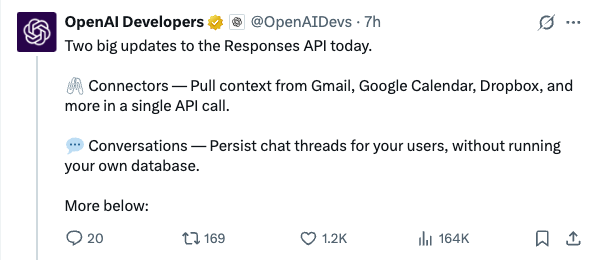 OpenAI Developers @OpenAIDevs · 7h
Two big updates to the Responses API today.
🖇️ Connectors — Pull context from Gmail, Google Calendar, Dropbox, and
more in a single API call.
💬 Conversations — Persist chat threads for your users, without running
your own database.
More below:
20 169 1.2K 164K